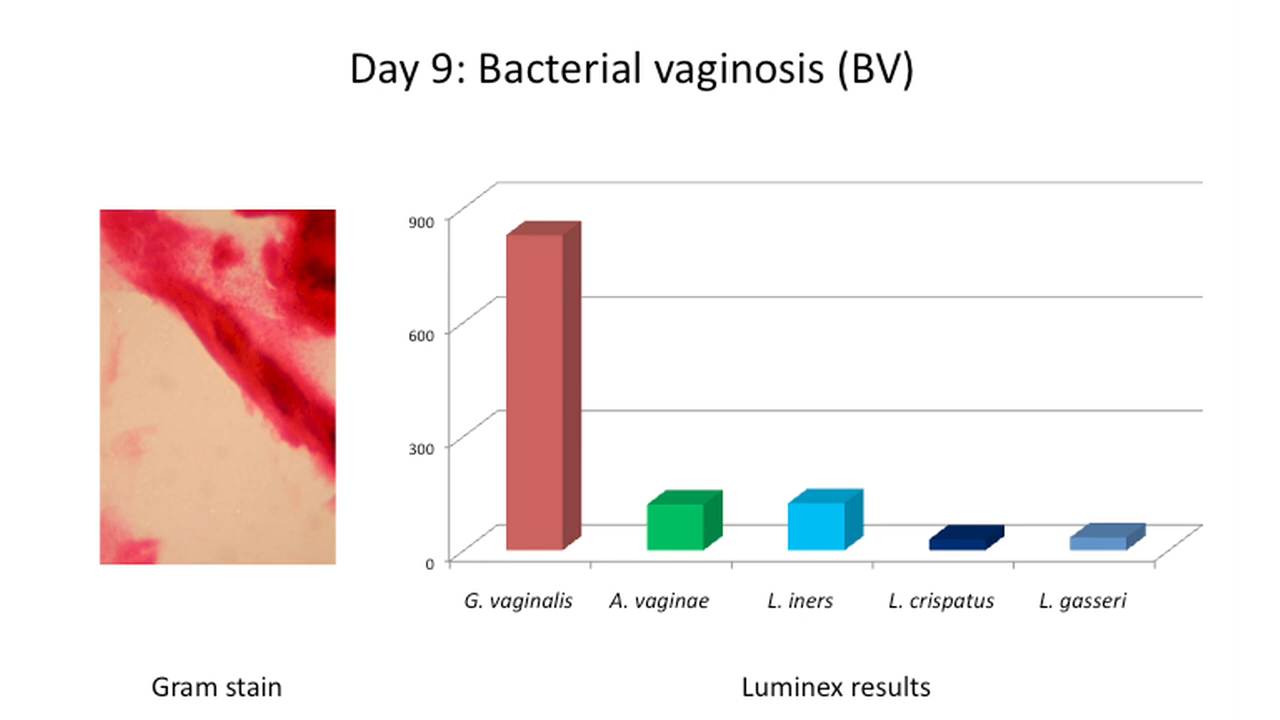 Day 9: Bacterial vaginosis (BV)
900
600
300
0
G. vaginalis
A. vaginae
L. iners
L. crispatus
L. gasseri
Gram stain
Luminex results